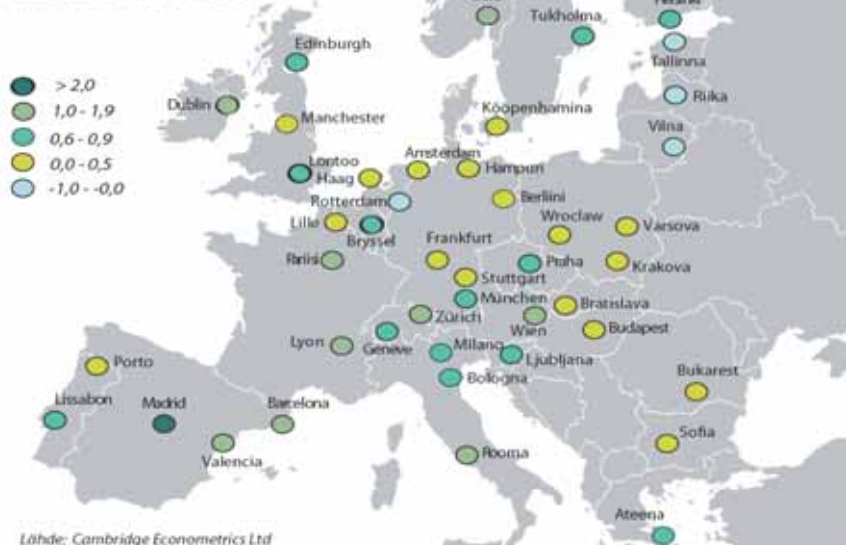 Tukholma
Edinburgh
Tallinna
> 2,0
1,0 - 1,9
0,6 - 0,9
0,0 - 0,5
-1,0 - -0,0
Riika
Dublin
Manchester
Kööpenhamina
Vilna
Amsterdam
Hampuri
Lontoo
Haag
Rotterdam
Berliini
Lille
Wroclaw
Varsova
Bryssel
Frankfurt
Pariisi
Praha
Krakova
Stuttgart
München
Bratislava
Zürich
Wien
Budapest
Lyon
Geneve
Milano
Ljubljana
Porto
Bologna
Bukarest
Lissabon
Madrid
Barcelona
Sofia
Valencia
Rooma
Ateena
Lähde: Cambridge Econometrics Ltd